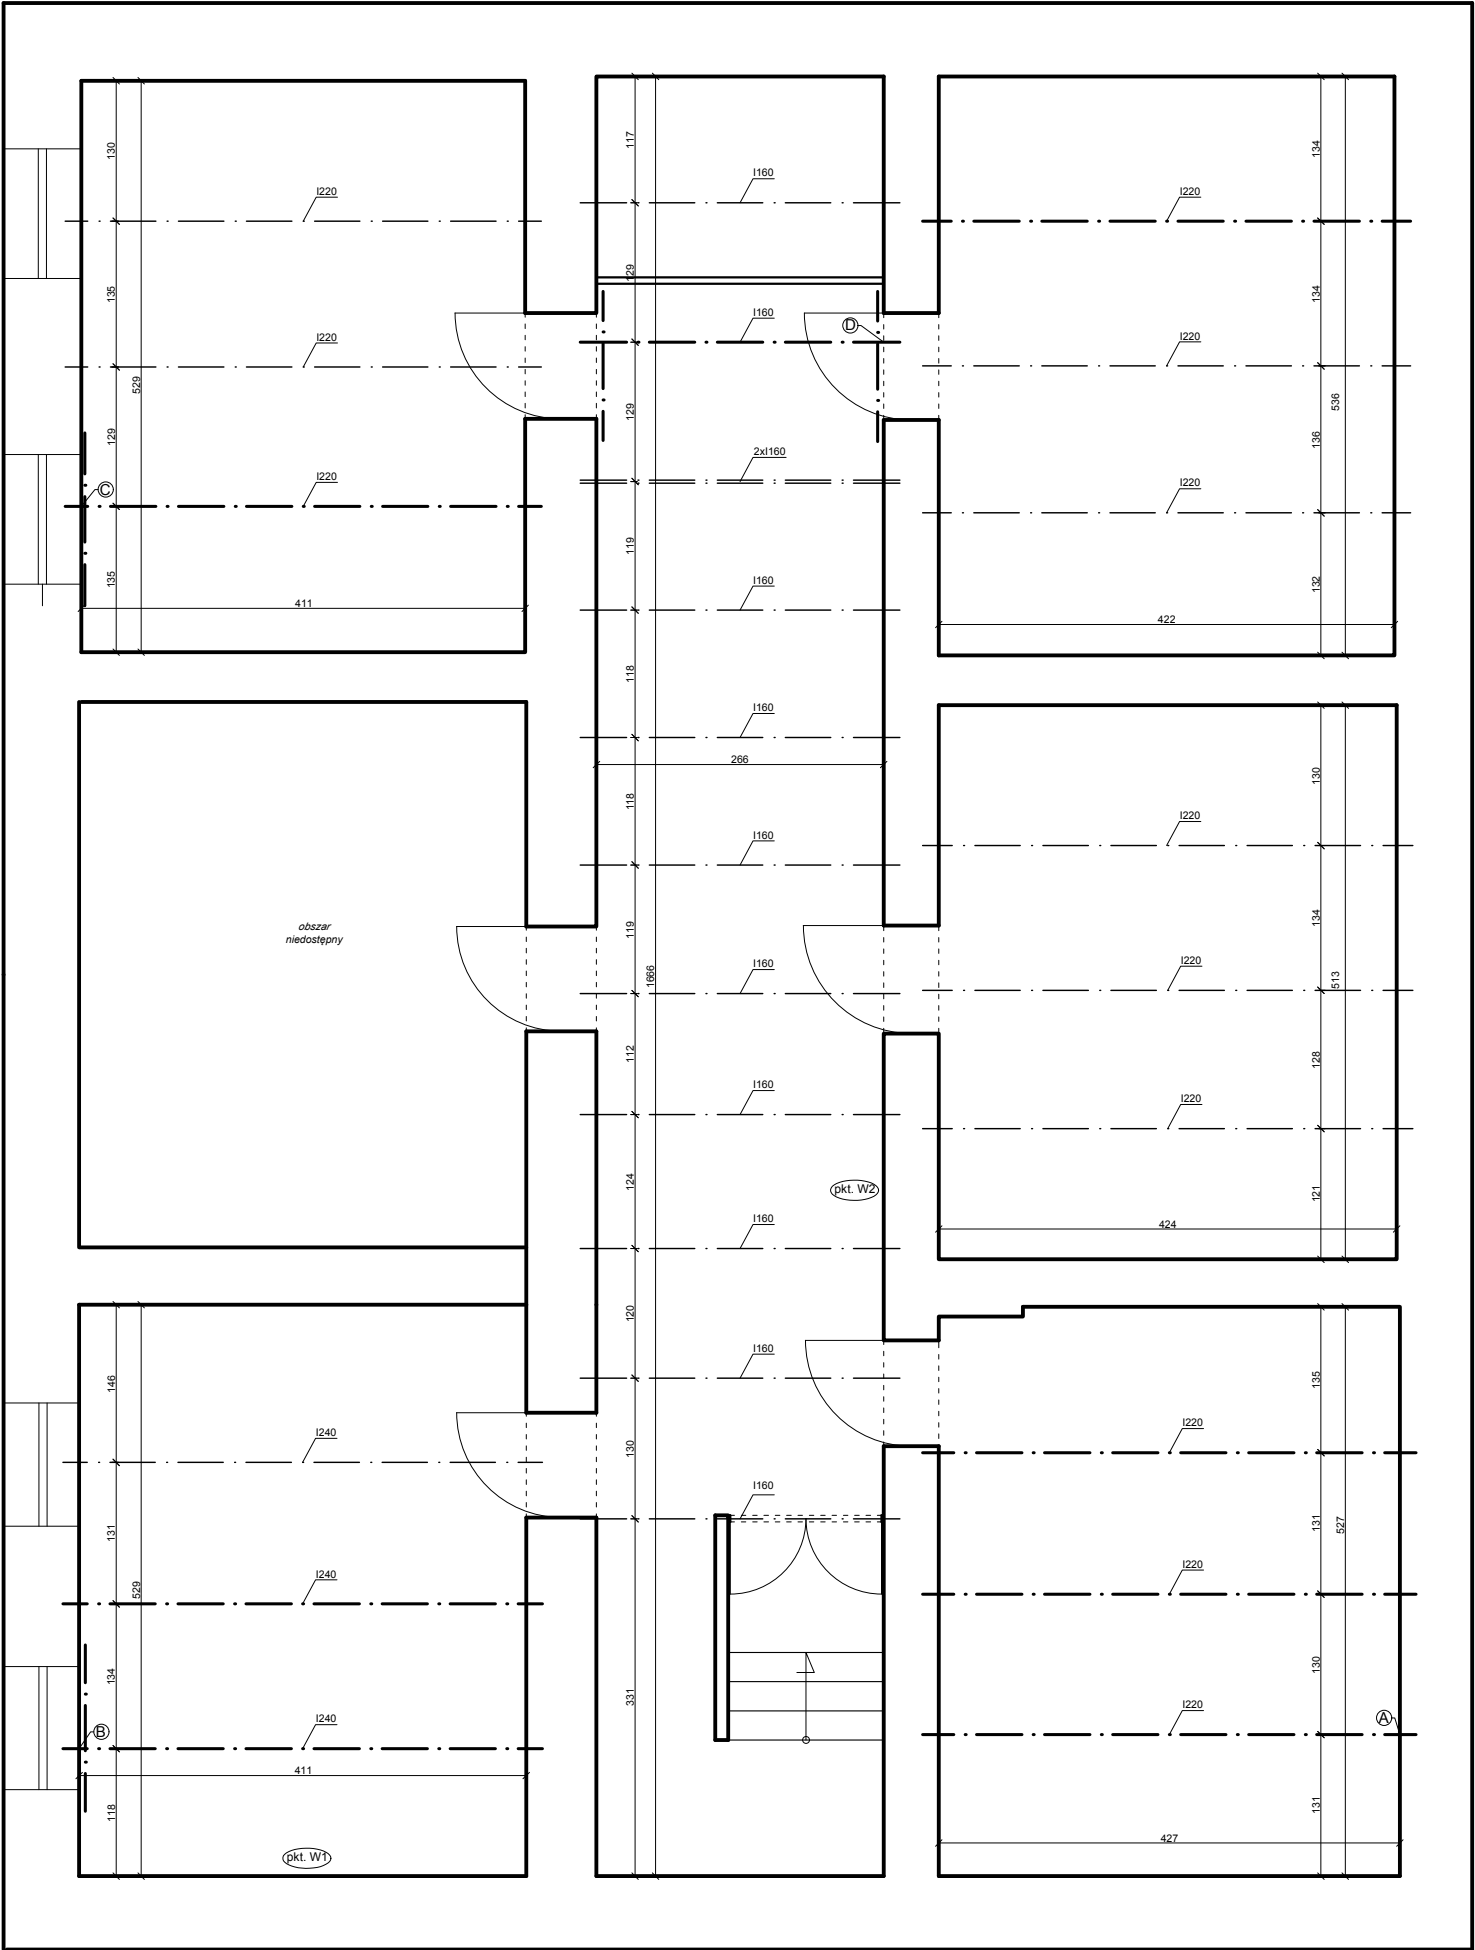 130
135
529
129
135
I220
I220
I220
C
411
117
129
129
119
118
118
119
1666
112
124
120
130
331
I160
I160
D
2xI160
I160
I160
266
I160
I160
I160
pkt. W2
I160
I160
I160
134
134
536
136
132
I220
I220
I220
422
obszar
niedostępny
130
134
513
128
121
I220
I220
I220
424
146
131
529
134
118
I240
I240
I240
B
411
pkt. W1
135
131
527
130
131
I220
I220
I220
A
427